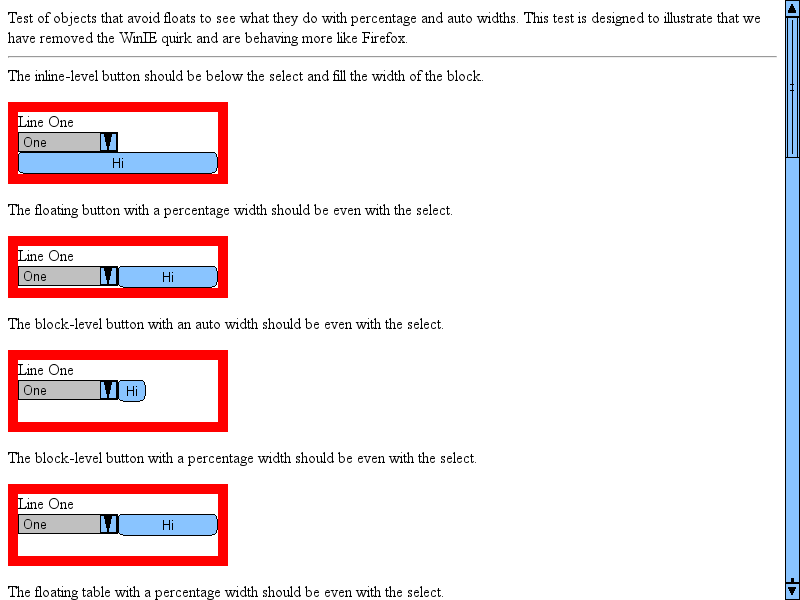 Test of objects that avoid floats to see what they do with percentage and auto widths. This test is designed to illustrate that we
have removed the WinIE quirk and are behaving more like Firefox.
The inline-level button should be below the select and fill the width of the block.
Line One
One
Hi
The floating button with a percentage width should be even with the select.
Line One
One Hi
The block-level button with an auto width should be even with the select.
Line One
One Hi
The block-level button with a percentage width should be even with the select.
Line One
One Hi
The floating table with a percentage width should be even with the select.